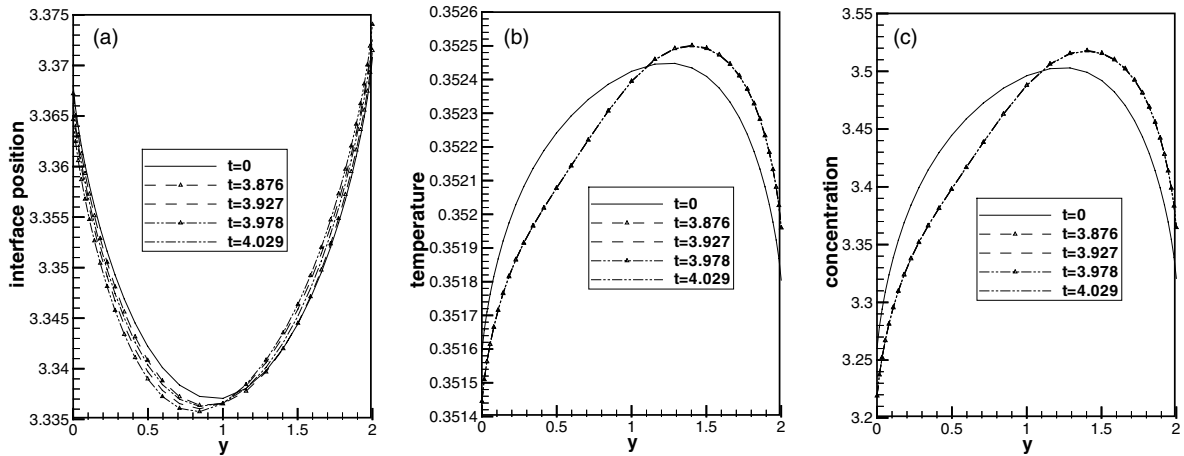 (a)
interface position
3.375
3.37
3.365
3.36
3.355
3.35
3.345
3.34
3.335
t=0
t=3.876
t=3.927
t=3.978
t=4.029
0 0.5 1 1.5 2
y
(b)
temperature
0.3526
0.3525
0.3524
0.3523
0.3522
0.3521
0.352
0.3519
0.3518
0.3517
0.3516
0.3515
0.3514
t=0
t=3.876
t=3.927
t=3.978
t=4.029
0 0.5 1 1.5 2
y
(c)
concentration
3.55
3.5
3.45
3.4
3.35
3.3
3.25
3.2
t=0
t=3.876
t=3.927
t=3.978
t=4.029
0 0.5 1 1.5 2
y